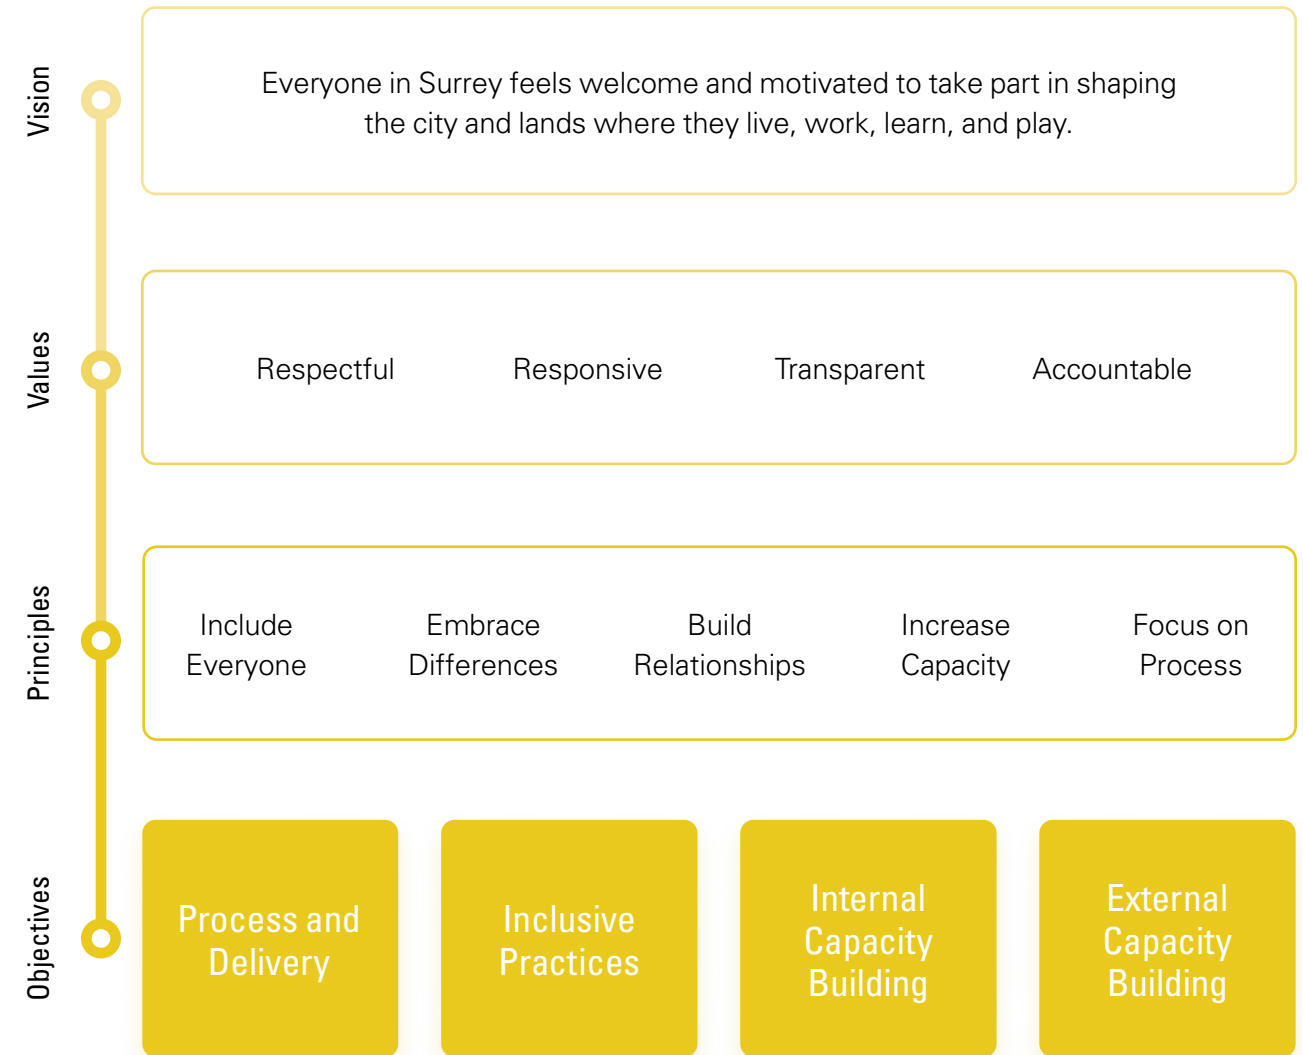 Vision
Everyone in Surrey feels welcome and motivated to take part in shaping
the city and lands where they live, work, learn, and play.
Values
Respectful
Responsive
Transparent
Accountable
Principles
Include
Everyone
Embrace
Differences
Build
Relationships
Increase
Capacity
Focus on
Process
Objectives
Process and
Delivery
Inclusive
Practices
Internal
Capacity
Building
External
Capacity
Building